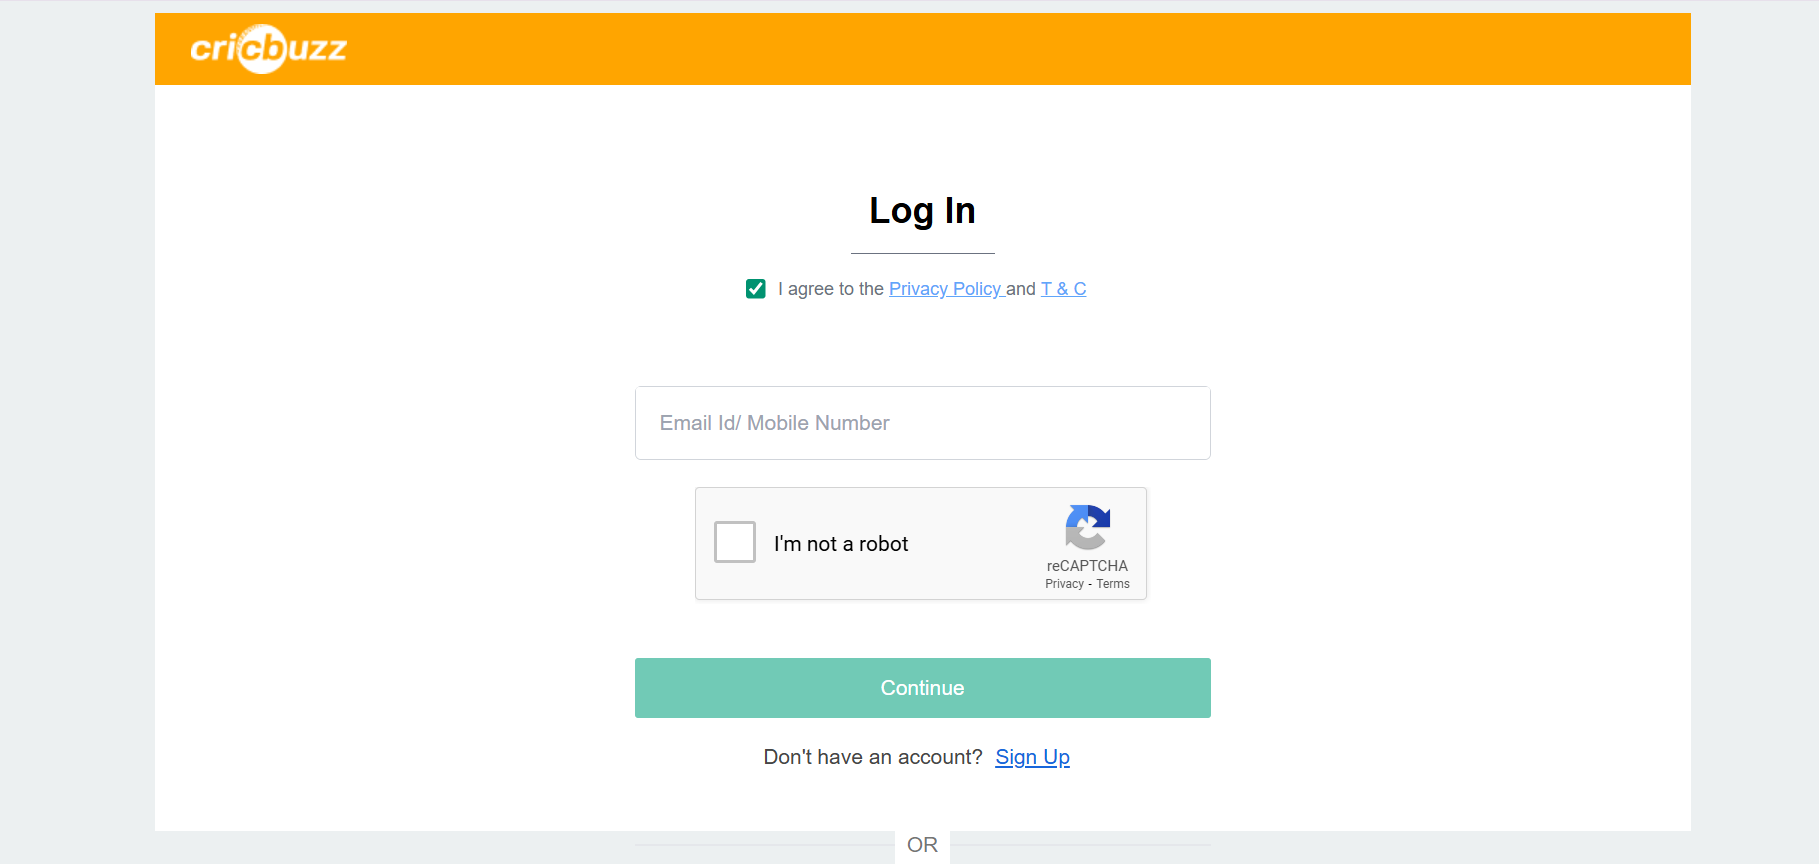 cricbuzz
Log In
I agree to the Privacy Policy and T & C
Email Id/ Mobile Number
I'm not a robot
reCAPTCHA
Privacy - Terms
Continue
Don't have an account? Sign Up
OR